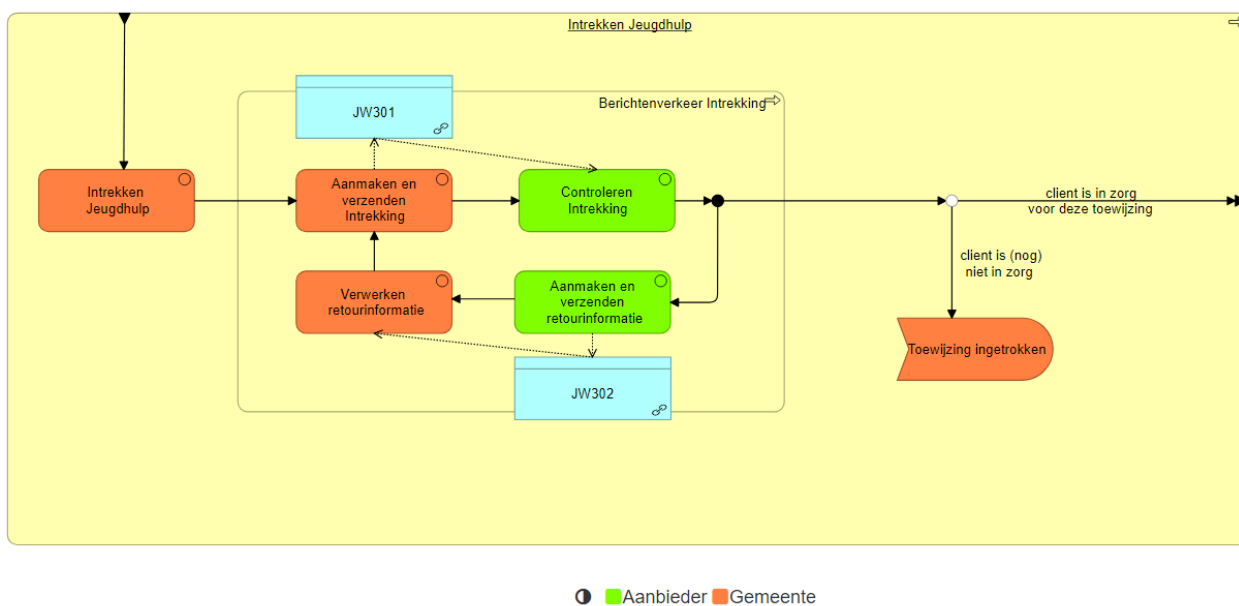 Intrekken Jeugdhulp
JW301
Berichtenverkeer Intrekking
Intrekken
Jeugdhulp
Aanmaken en
verzenden
Intrekking
Controleren
Intrekking
client is in zorg
voor deze toewijzing
client is (nog)
niet in zorg
Verwerken
retourinformatie
Aanmaken en
verzenden
retourinformatie
Toewijzing ingetrokken
JW302
Aanbieder
Gemeente